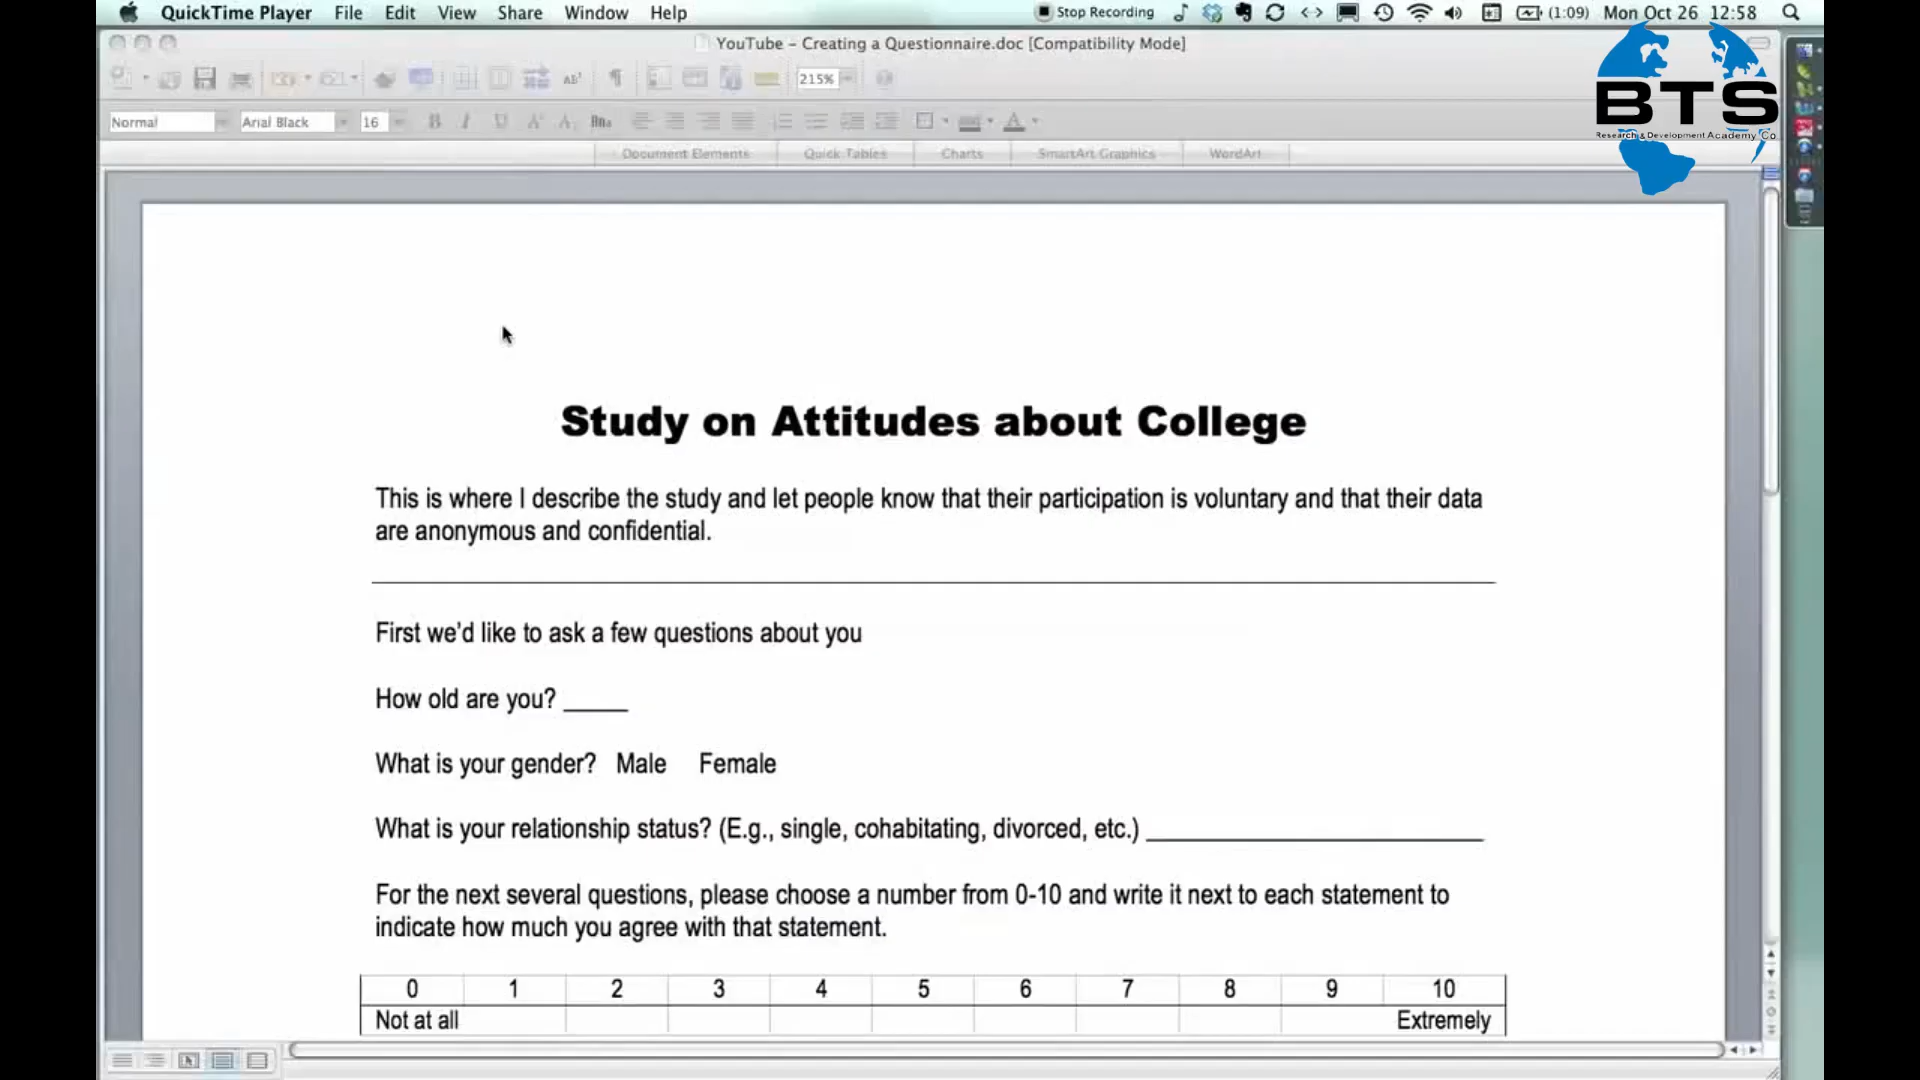 QuickTime Player File Edit View Share Window Help Stop Recording (1:09) Mon Oct 26 12:58
YouTube – Creating a Questionnaire.doc [Compatibility Mode]
215%
Normal Arial Black 16
Document Elements Quick Tables Charts SmartArt Graphics WordArt
BTS
Research & Development Academy Co
Study on Attitudes about College
This is where I describe the study and let people know that their participation is voluntary and that their data
are anonymous and confidential.
First we'd like to ask a few questions about you
How old are you? _____
What is your gender? Male Female
What is your relationship status? (E.g., single, cohabitating, divorced, etc.) __________________________
For the next several questions, please choose a number from 0-10 and write it next to each statement to
indicate how much you agree with that statement.
0 1 2 3 4 5 6 7 8 9 10
Not at all Extremely